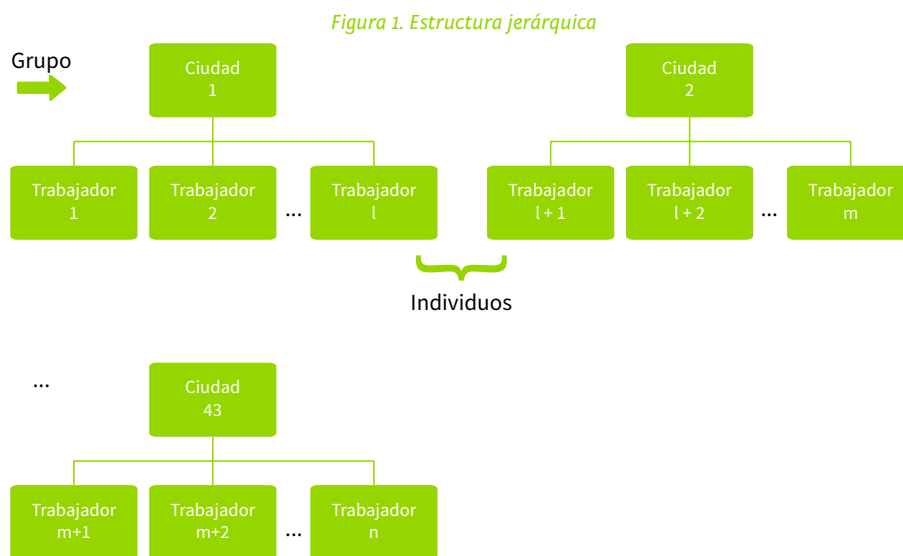 Figura 1. Estructura jerárquica
Grupo
Ciudad
1
Ciudad
2
Trabajador
1
Trabajador
2
...
Trabajador
l
Trabajador
l + 1
Trabajador
l + 2
...
Trabajador
m
Individuos
...
Ciudad
43
Trabajador
m+1
Trabajador
m+2
...
Trabajador
n